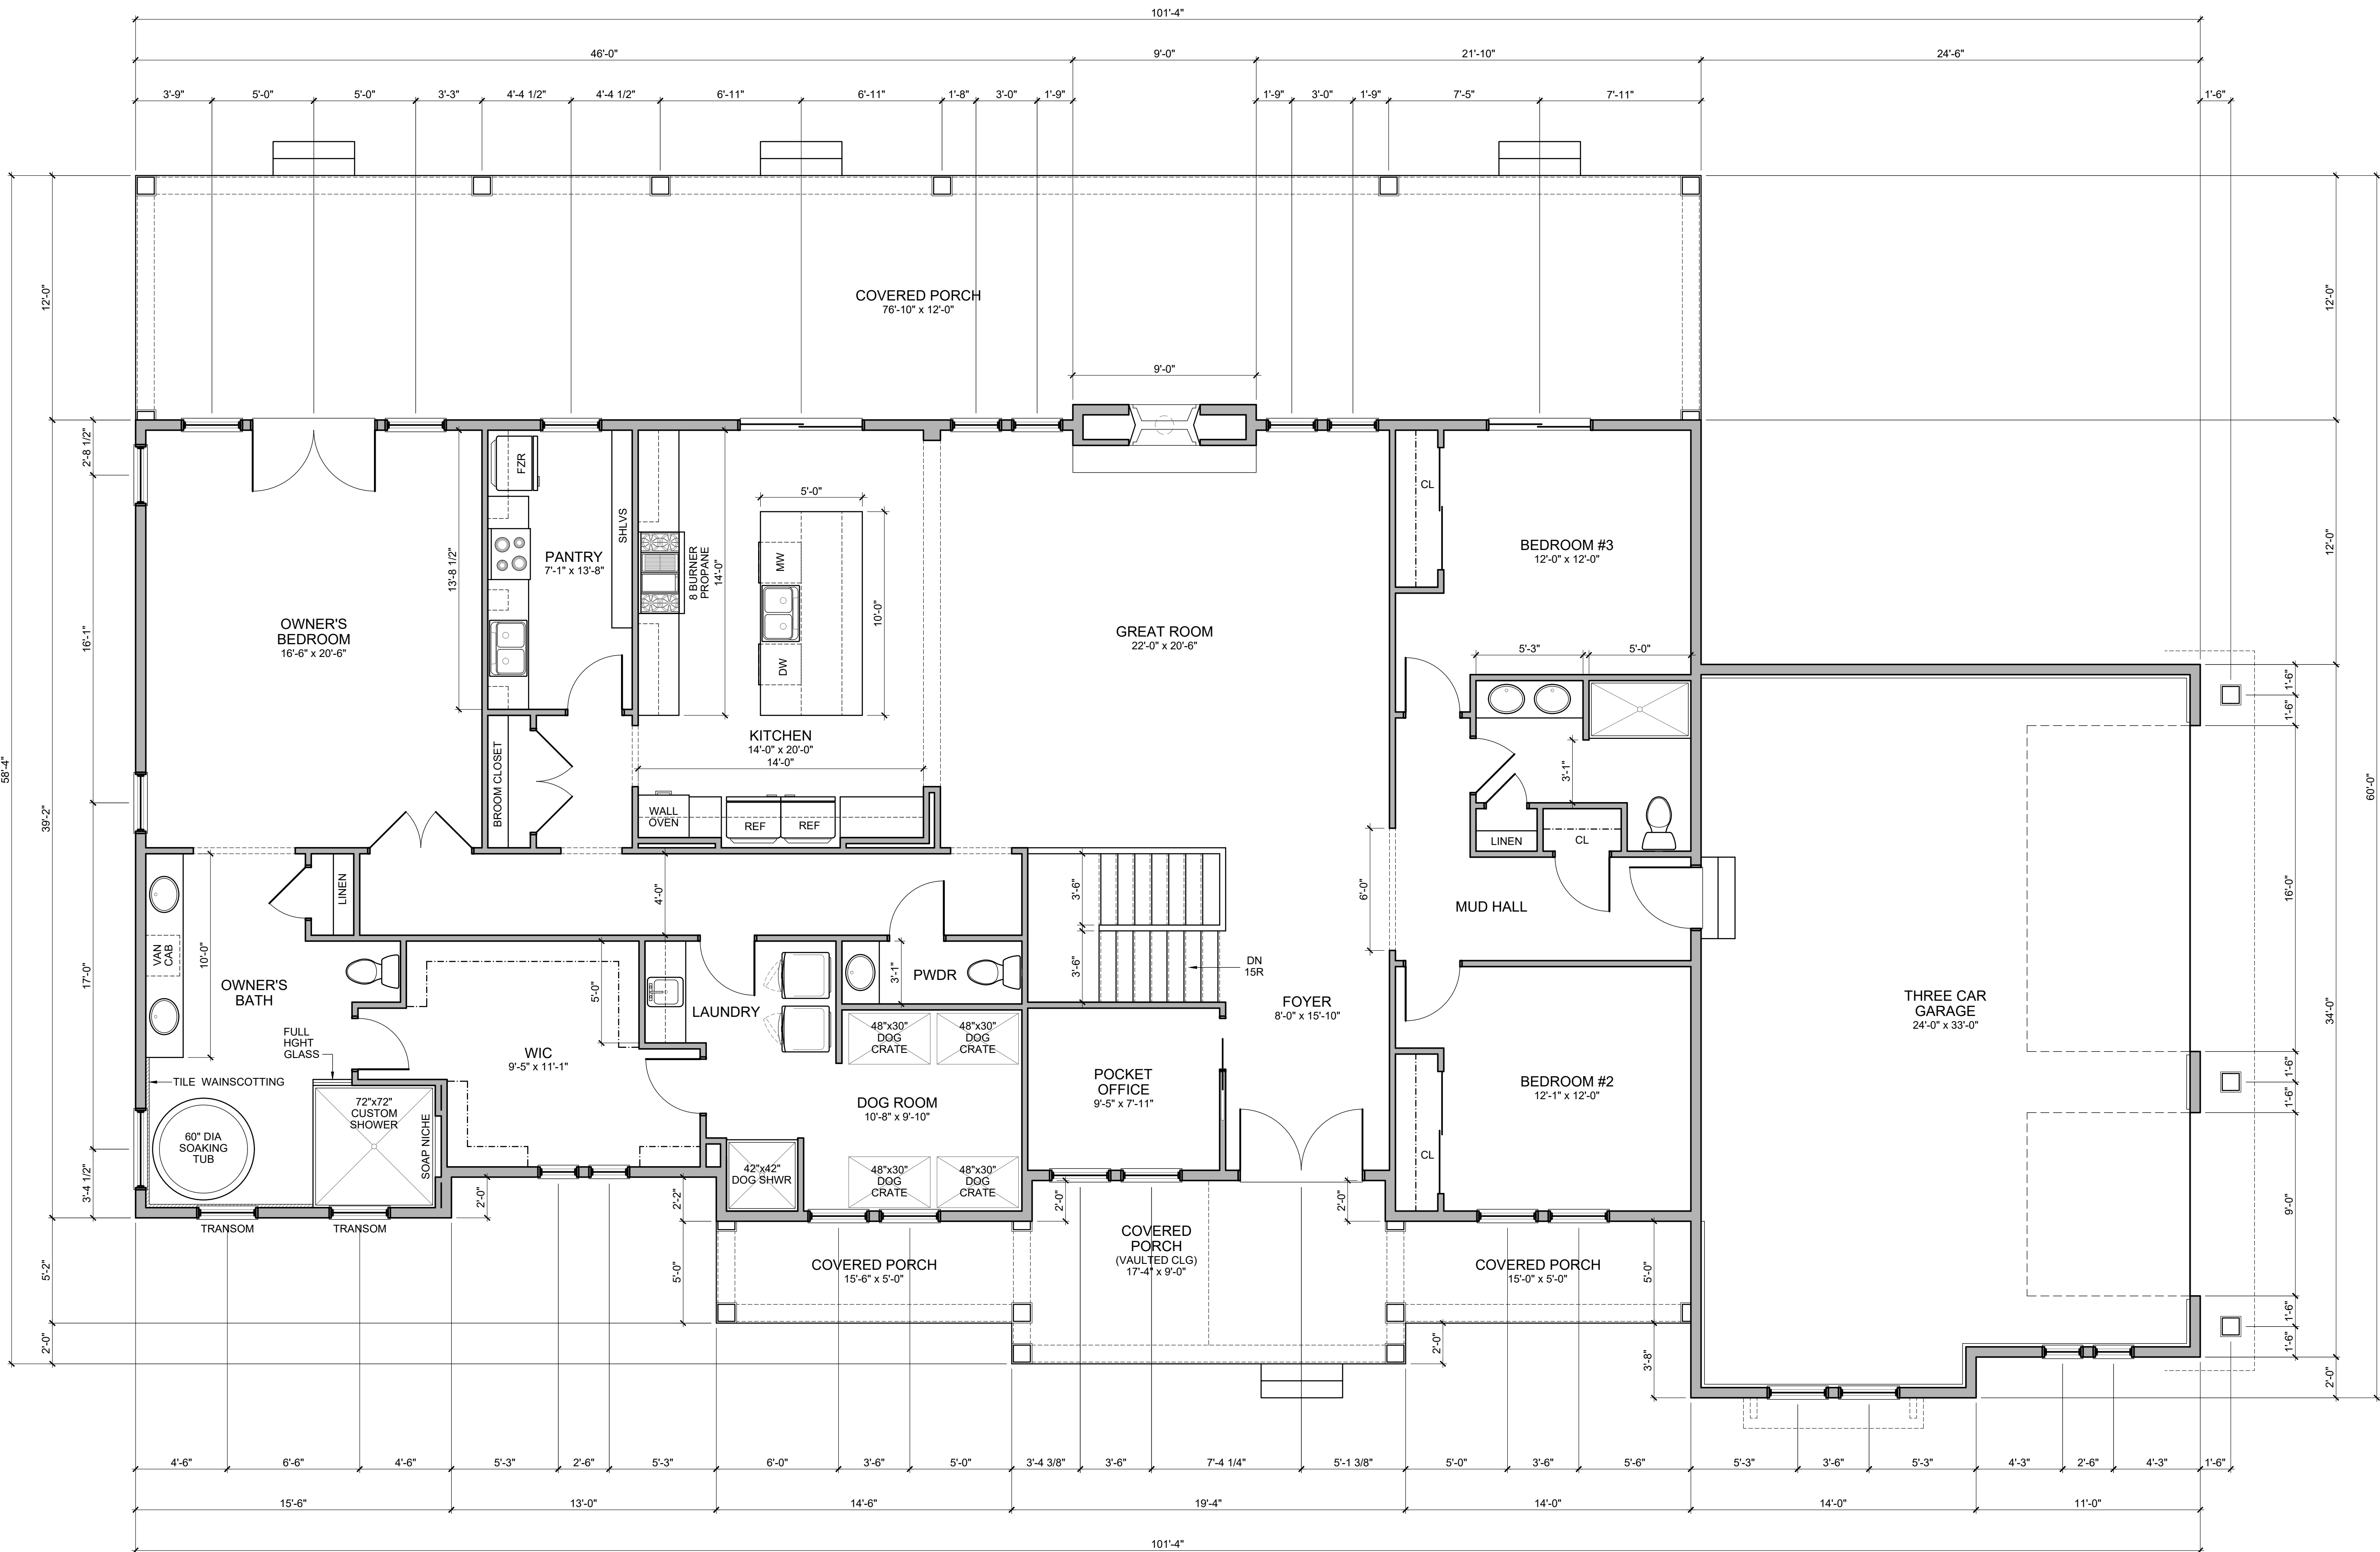 101'-4"
46'-0"
9'-0"
21'-10"
24'-6"
3'-9"
5'-0"
5'-0"
3'-3"
4'-4 1/2"
4'-4 1/2"
6'-11"
6'-11"
1'-8"
3'-0"
1'-9"
1'-9"
3'-0"
1'-9"
7'-5"
7'-11"
1'-6"
12'-0"
COVERED PORCH
76'-10" x 12'-0"
12'-0"
9'-0"
2'-8 1/2"
16'-1"
17'-0"
3'-4 1/2"
58'-4"
39'-2"
5'-2"
2'-0"
OWNER'S
BEDROOM
16'-6" x 20'-6"
13'-8 1/2"
FZR
PANTRY
7'-1" x 13'-8"
SHLVS
8 BURNER
PROPANE
14'-0"
5'-0"
MW
DW
10'-0"
KITCHEN
14'-0" x 20'-0"
14'-0"
BROOM CLOSET
WALL
OVEN
REF
REF
GREAT ROOM
22'-0" x 20'-6"
CL
BEDROOM #3
12'-0" x 12'-0"
5'-3"
5'-0"
3'-1"
LINEN
CL
MUD HALL
6'-0"
12'-0"
60'-0"
34'-0"
2'-0"
1'-6"
1'-6"
16'-0"
1'-6"
1'-6"
9'-0"
1'-6"
1'-6"
THREE CAR
GARAGE
24'-0" x 33'-0"
LINEN
VAN
CAB
10'-0"
OWNER'S
BATH
FULL
HGHT
GLASS
TILE WAINSCOTTING
60" DIA
SOAKING
TUB
72"x72"
CUSTOM
SHOWER
SOAP NICHE
TRANSOM
TRANSOM
4'-0"
5'-0"
WIC
9'-5" x 11'-1"
LAUNDRY
3'-1"
PWDR
48"x30"
DOG
CRATE
48"x30"
DOG
CRATE
DOG ROOM
10'-8" x 9'-10"
42"x42"
DOG SHWR
48"x30"
DOG
CRATE
48"x30"
DOG
CRATE
3'-6"
3'-6"
DN
15R
FOYER
8'-0" x 15'-10"
POCKET
OFFICE
9'-5" x 7'-11"
BEDROOM #2
12'-1" x 12'-0"
CL
2'-0"
2'-2"
5'-0"
2'-0"
2'-0"
COVERED PORCH
15'-6" x 5'-0"
COVERED
PORCH
(VAULTED CLG)
17'-4" x 9'-0"
COVERED PORCH
15'-0" x 5'-0"
5'-0"
2'-0"
3'-8"
4'-6"
6'-6"
4'-6"
5'-3"
2'-6"
5'-3"
6'-0"
3'-6"
5'-0"
3'-4 3/8"
3'-6"
7'-4 1/4"
5'-1 3/8"
5'-0"
3'-6"
5'-6"
5'-3"
3'-6"
5'-3"
4'-3"
2'-6"
4'-3"
1'-6"
15'-6"
13'-0"
14'-6"
19'-4"
14'-0"
14'-0"
11'-0"
101'-4"